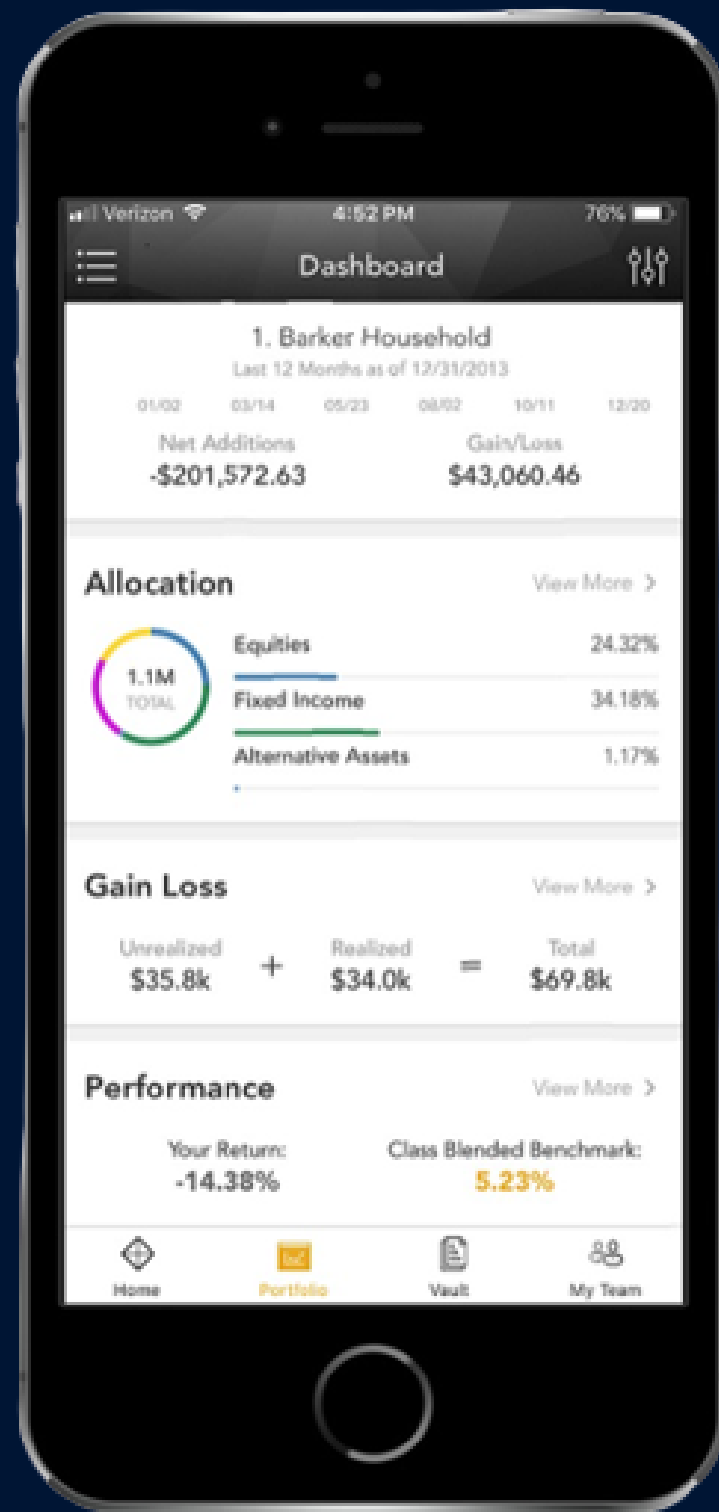 Verizon 4:52 PM 76%
Dashboard
1. Barker Household
Last 12 Months as of 12/31/2013
01/02 03/14 05/23 08/02 10/11 12/20
Net Additions Gain/Loss
-$201,572.63 $43,060.46
Allocation View More >
1.1M
TOTAL
Equities 24.32%
Fixed Income 34.18%
Alternative Assets 1.17%
Gain Loss View More >
Unrealized Realized Total
$35.8k + $34.0k = $69.8k
Performance View More >
Your Return: Class Blended Benchmark:
-14.38% 5.23%
Home Portfolio Vault My Team